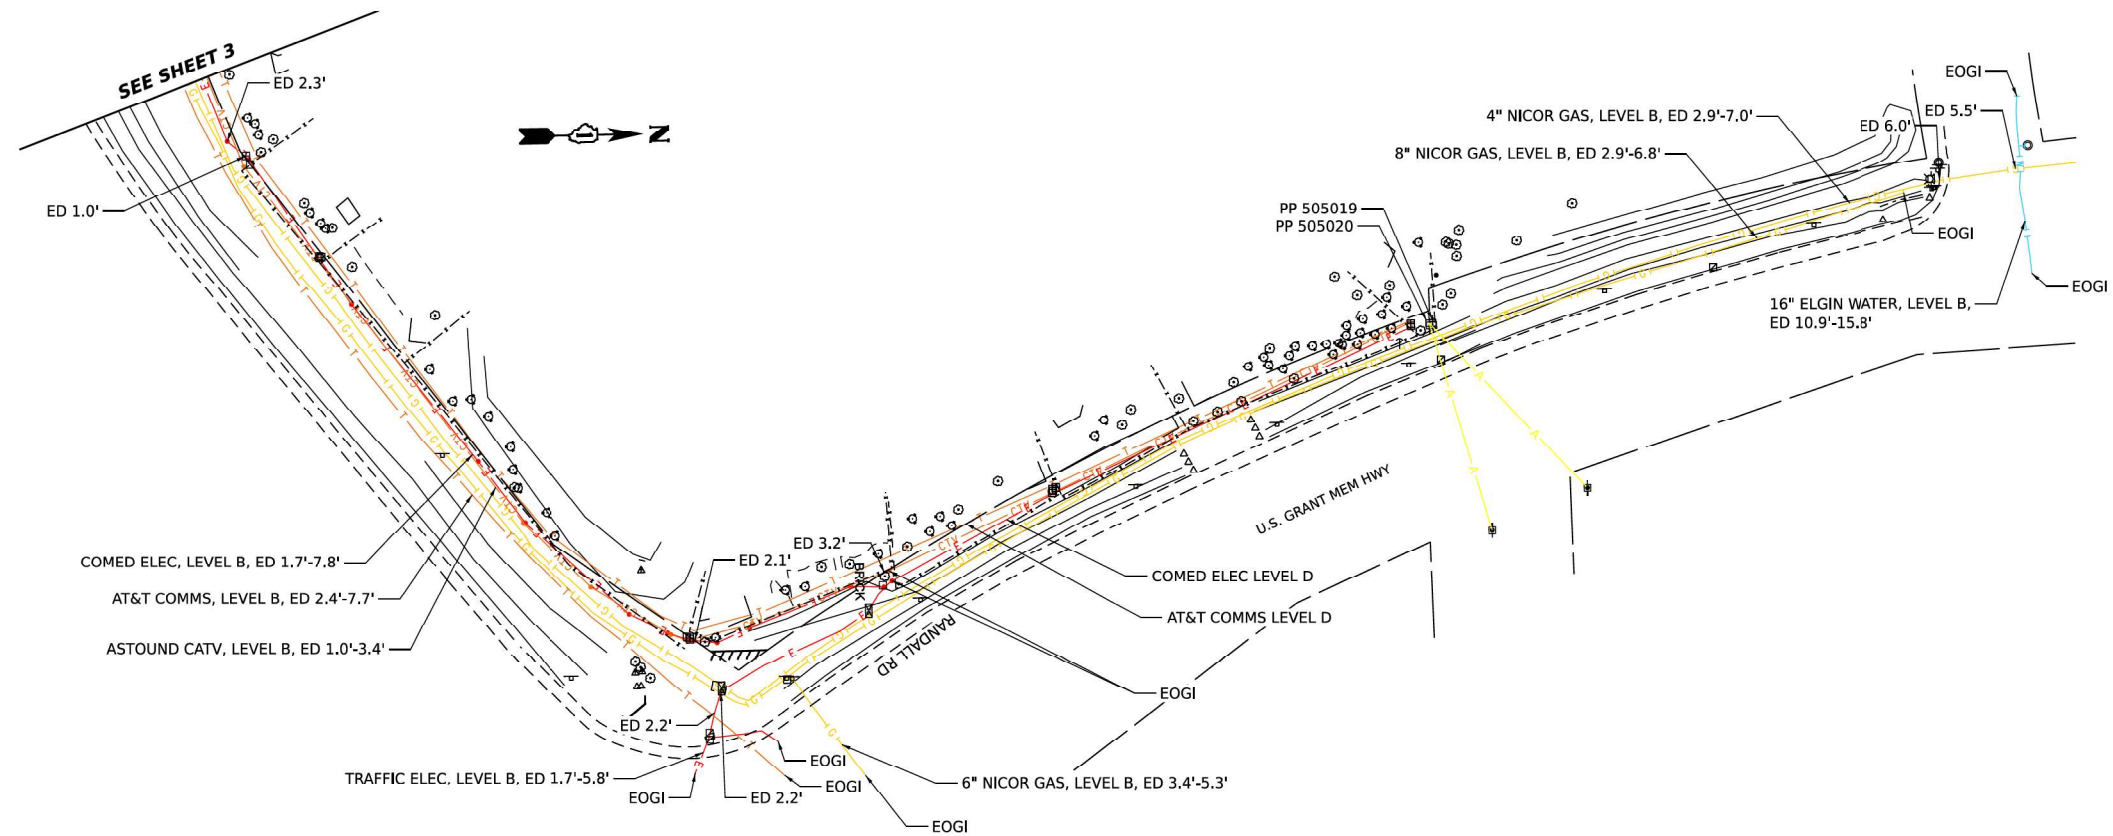 SEE SHEET 3
ED 2.3'
ED 1.0'
N
4" NICOR GAS, LEVEL B, ED 2.9'-7.0'
8" NICOR GAS, LEVEL B, ED 2.9'-6.8'
EOGI
ED 5.5'
ED 6.0'
PP 505019
PP 505020
EOGI
EOGI
16" ELGIN WATER, LEVEL B,
ED 10.9'-15.8'
U.S. GRANT MEM HWY
COMED ELEC, LEVEL B, ED 1.7'-7.8'
AT&T COMMS, LEVEL B, ED 2.4'-7.7'
ASTOUND CATV, LEVEL B, ED 1.0'-3.4'
ED 2.1'
ED 3.2'
BRICK
COMED ELEC LEVEL D
AT&T COMMS LEVEL D
RANDALL RD
EOGI
ED 2.2'
EOGI
TRAFFIC ELEC, LEVEL B, ED 1.7'-5.8'
EOGI
ED 2.2'
EOGI
6" NICOR GAS, LEVEL B, ED 3.4'-5.3'
EOGI